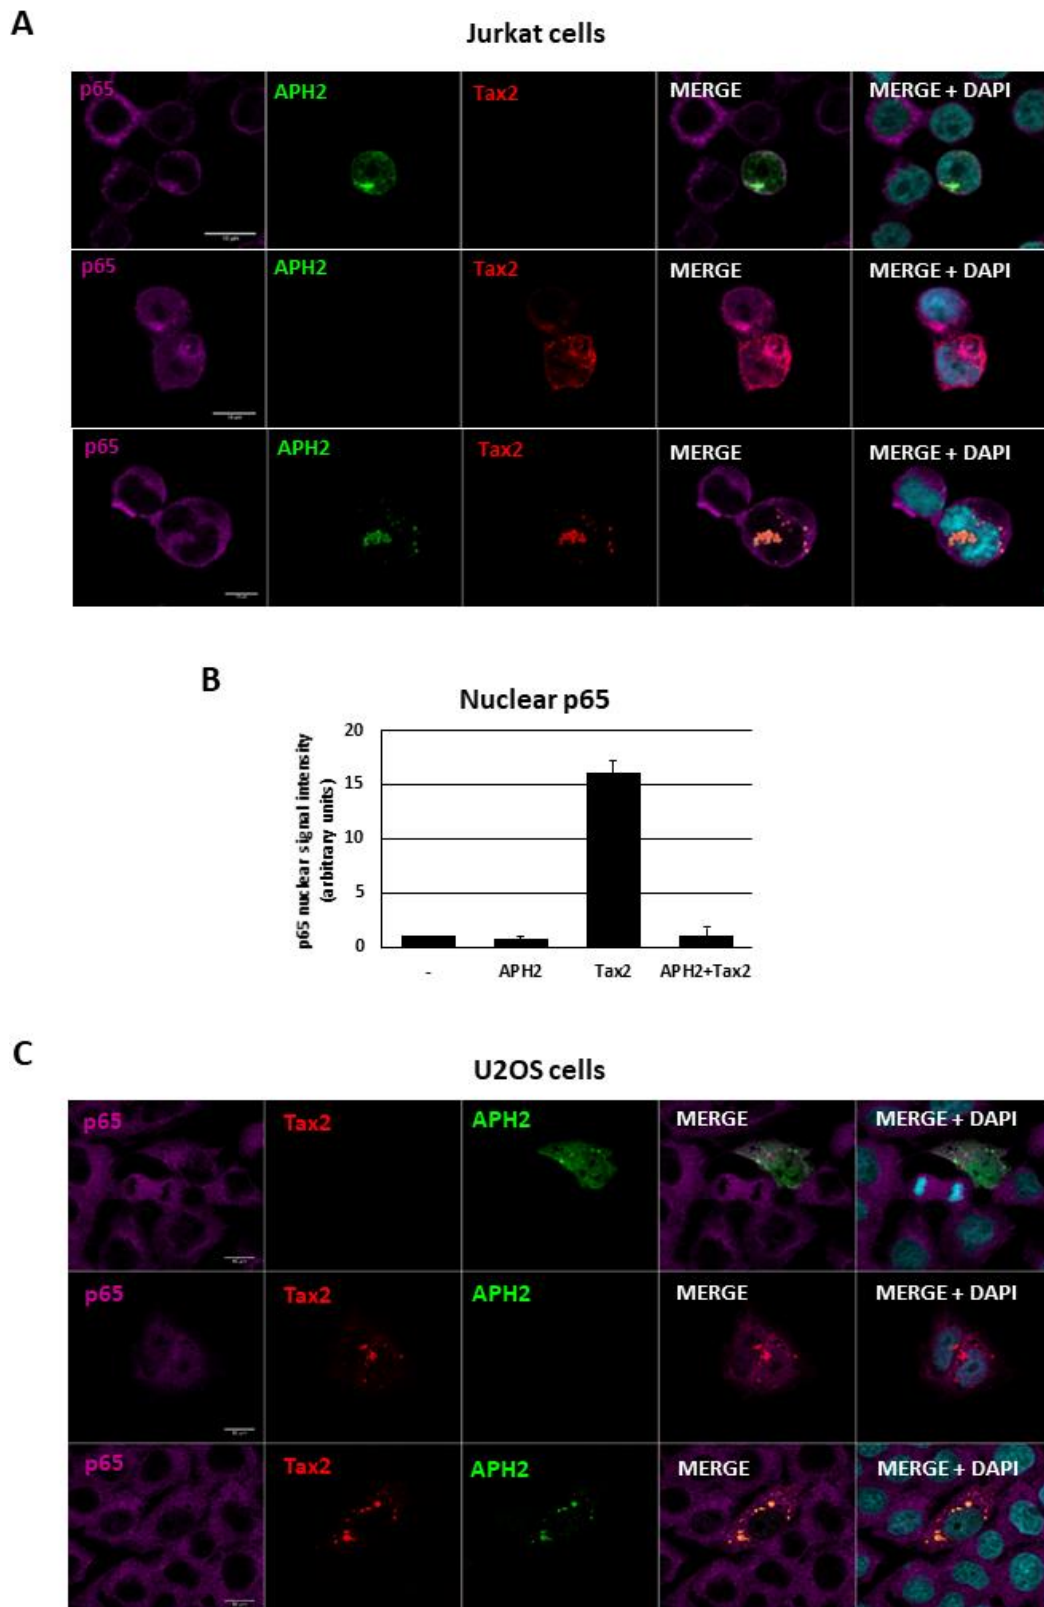 A
Jurkat cells
p65 APH2 Tax2 MERGE MERGE + DAPI
p65 APH2 Tax2 MERGE MERGE + DAPI
p65 APH2 Tax2 MERGE MERGE + DAPI
B
Nuclear p65
p65 nuclear signal intensity
(arbitrary units)
20
15
10
5
0
- APH2 Tax2 APH2+Tax2
C
U2OS cells
p65 Tax2 APH2 MERGE MERGE + DAPI
p65 Tax2 APH2 MERGE MERGE + DAPI
p65 Tax2 APH2 MERGE MERGE + DAPI